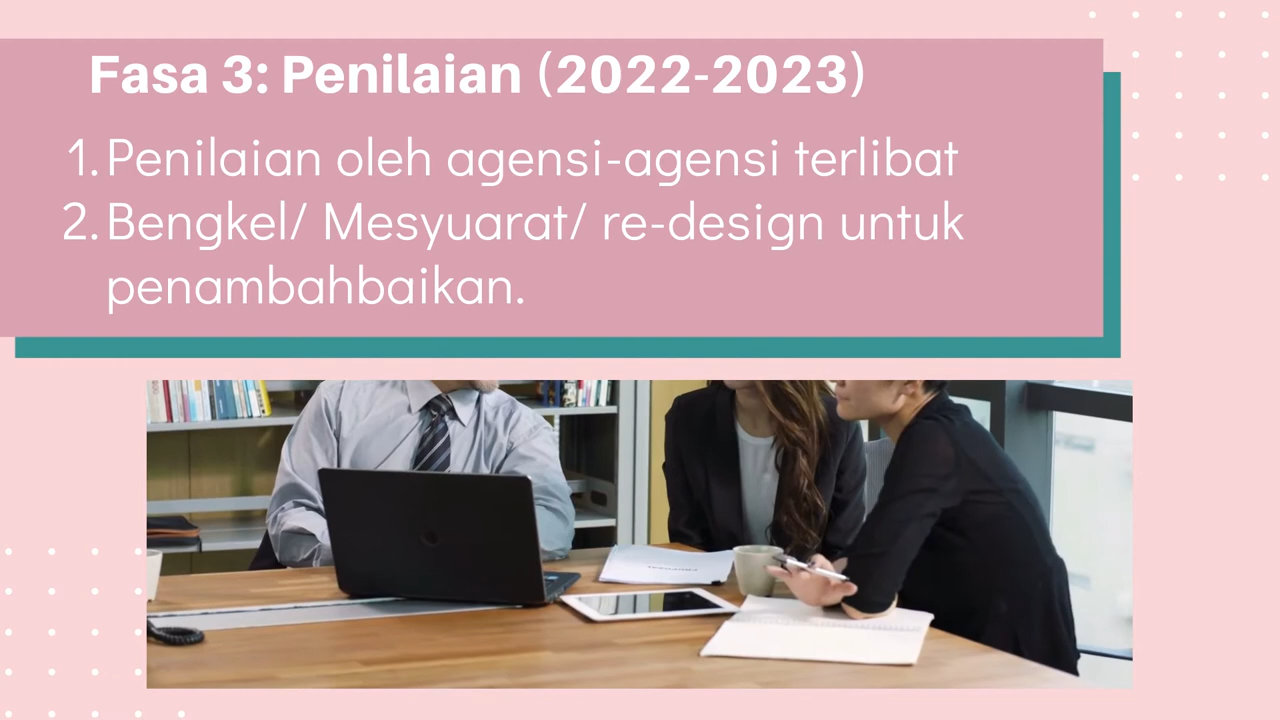 Fasa 3: Penilaian (2022-2023)
1. Penilaian oleh agensi-agensi terlibat
2. Bengkel/ Mesyuarat/ re-design untuk
penambahbaikan.